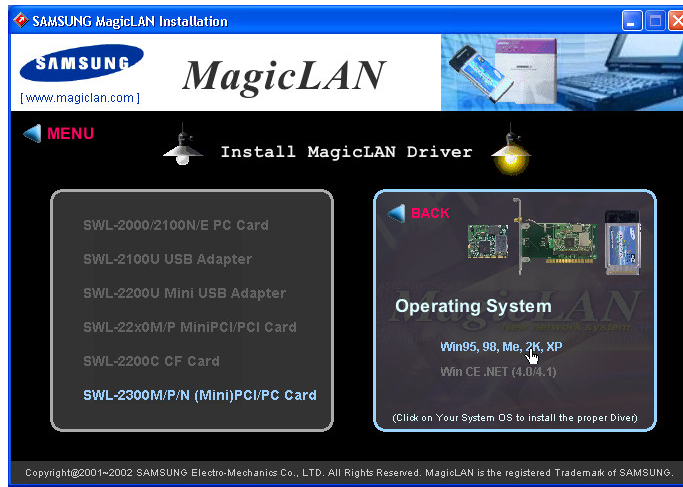 SAMSUNG MagicLAN Installation
SAMSUNG
MagicLAN
[ www.magiclan.com ]
MENU
Install MagicLAN Driver
SWL-2000/2100N/E PC Card
SWL-2100U USB Adapter
SWL-2200U Mini USB Adapter
SWL-22x0M/P MiniPCI/PCI Card
SWL-2200C CF Card
SWL-2300M/P/N (Mini)PCI/PC Card
BACK
MagicLAN
New network system
Operating System
Win95, 98, Me, 2K, XP
Win CE .NET (4.0/4.1)
(Click on Your System OS to install the proper Diver)
Copyright@2001~2002 SAMSUNG Electro-Mechanics Co., LTD. All Rights Reserved. MagicLAN is the registered Trademark of SAMSUNG.